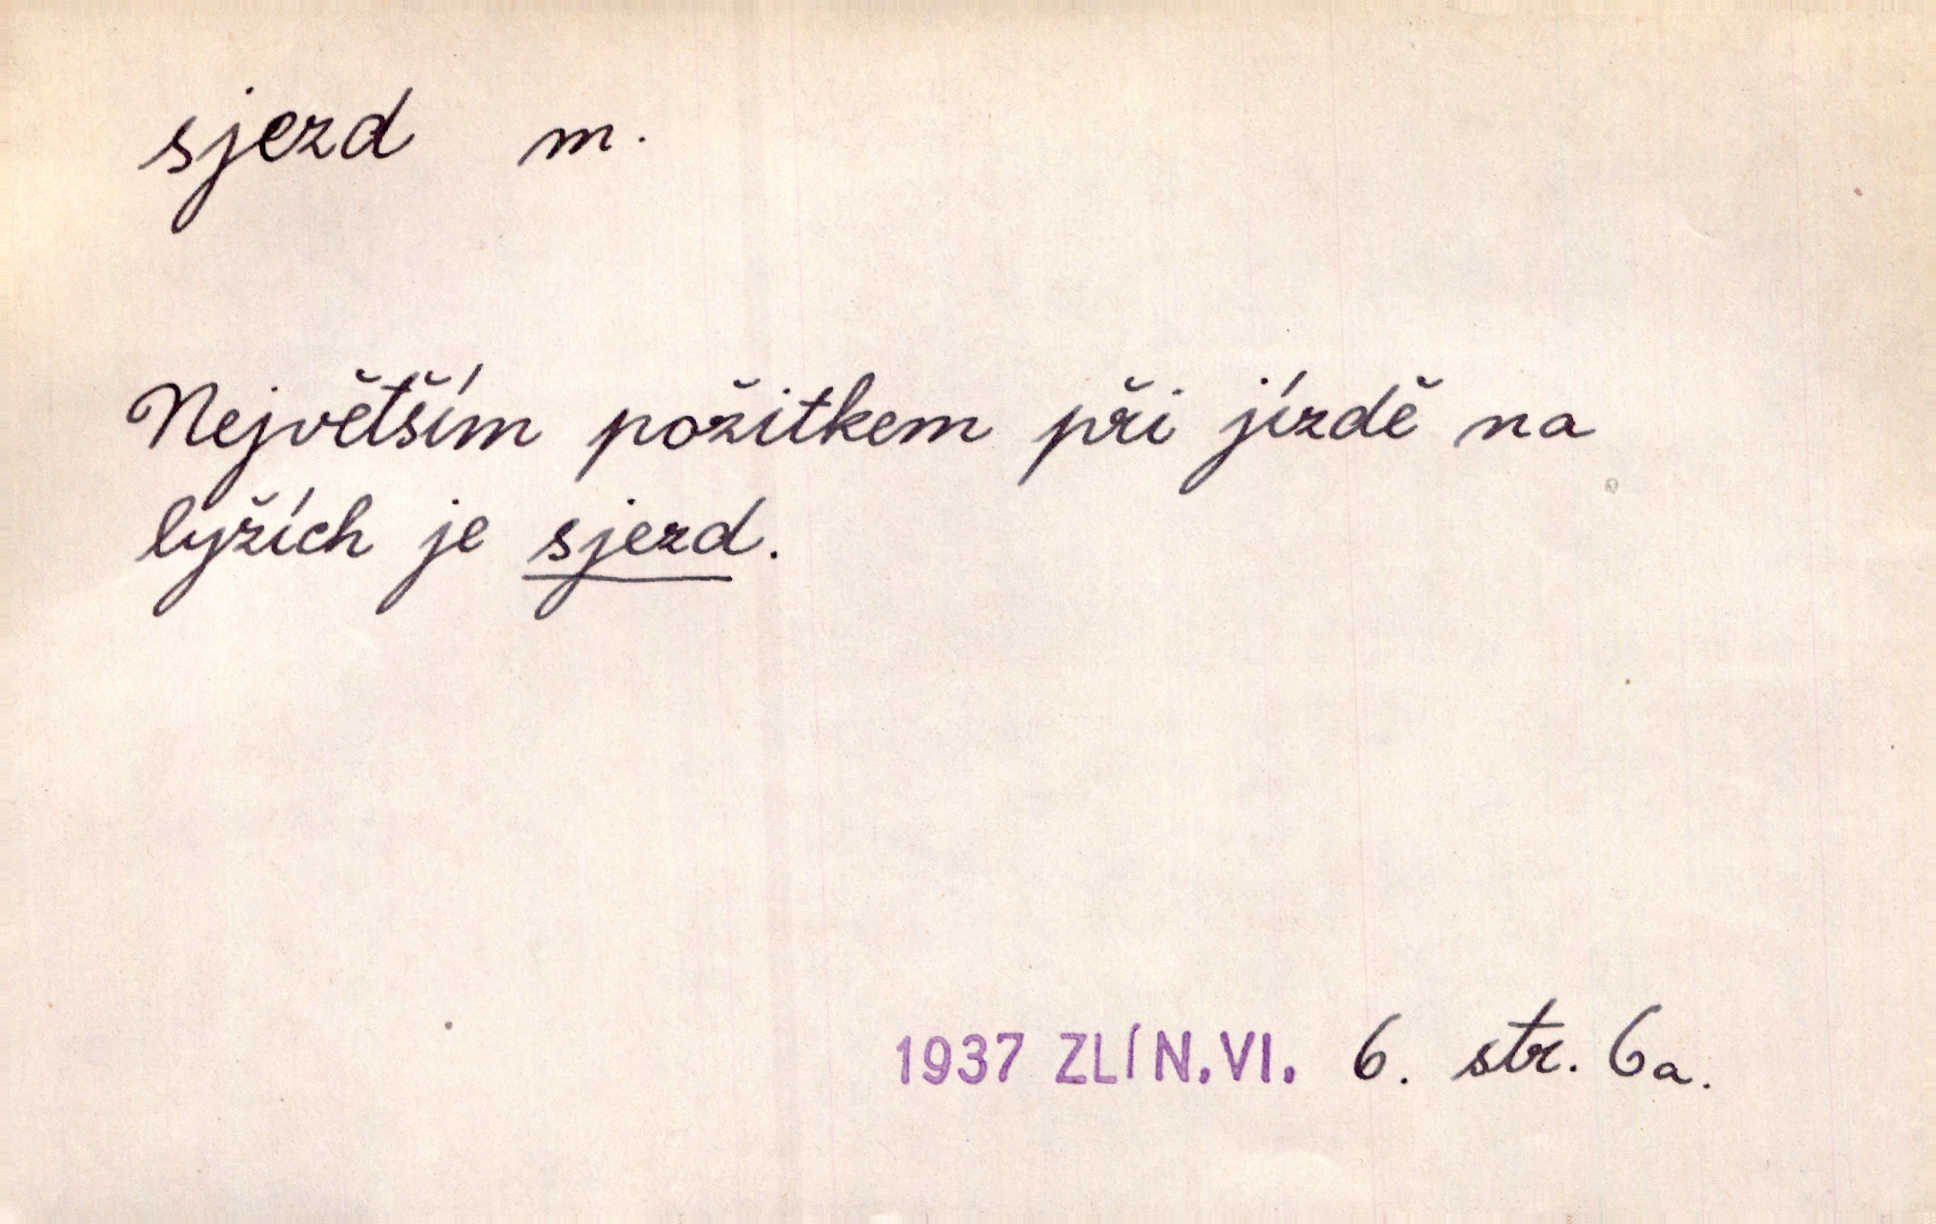 sjezd m.
Největším požitkem při jízdě na
lyžích je sjezd.
1937 ZLÍN.VI. 6. str. 6a.